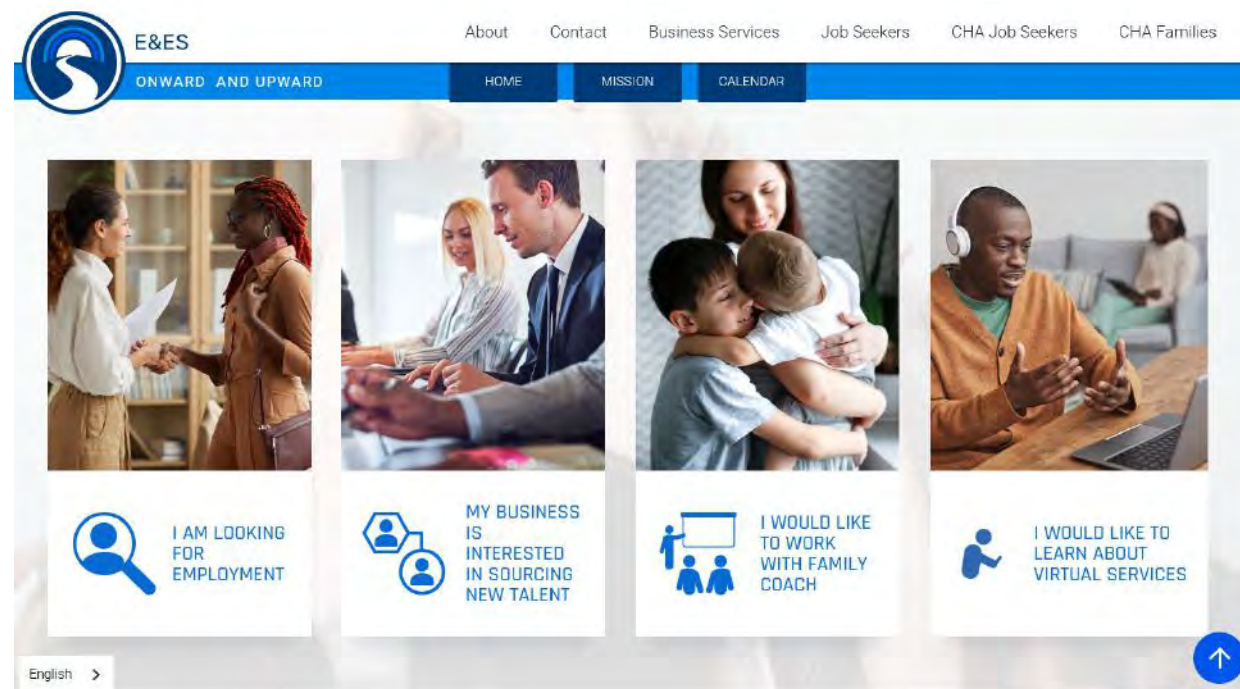 E&ES
About Contact Business Services Job Seekers CHA Job Seekers CHA Families
ONWARD AND UPWARD
HOME MISSION CALENDAR
I AM LOOKING
FOR
EMPLOYMENT
MY BUSINESS
IS
INTERESTED
IN SOURCING
NEW TALENT
I WOULD LIKE
TO WORK
WITH FAMILY
COACH
I WOULD LIKE TO
LEARN ABOUT
VIRTUAL SERVICES
English